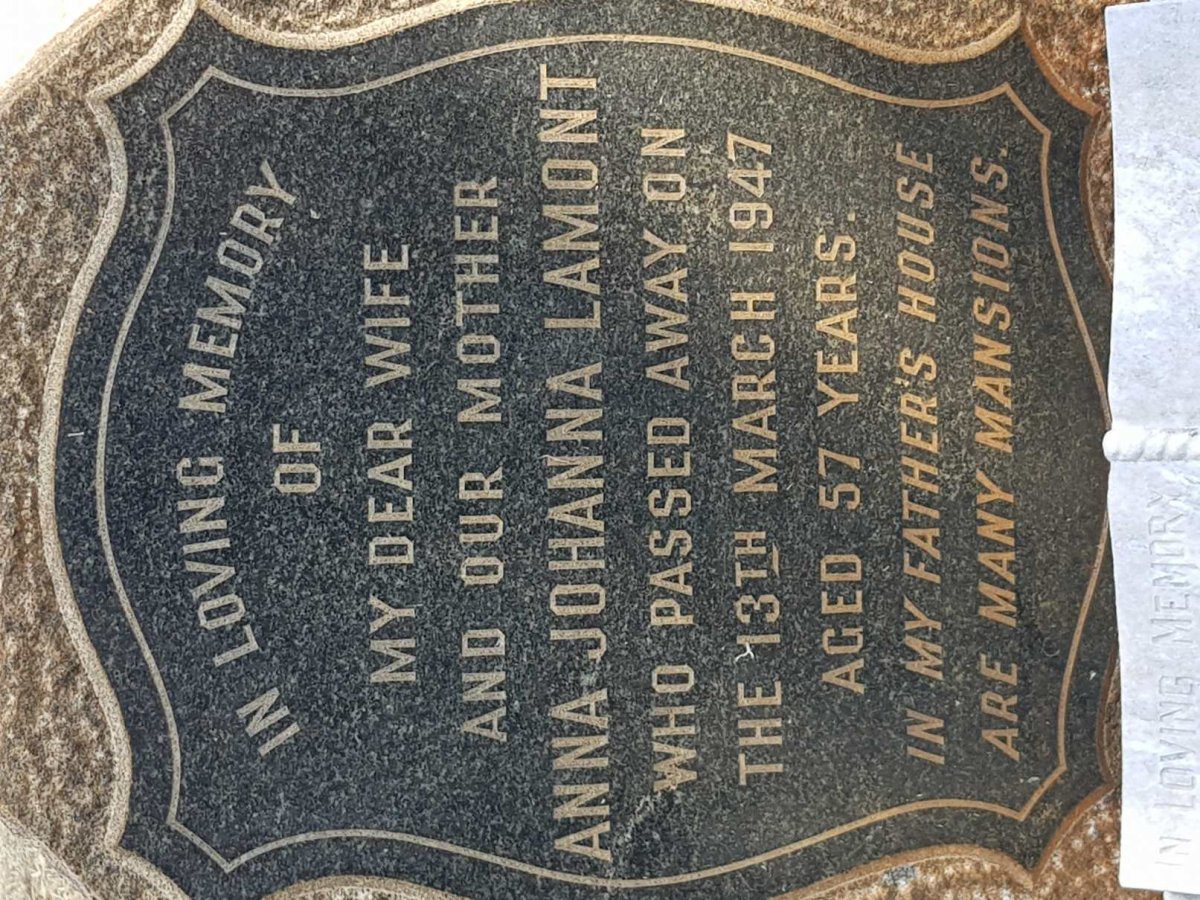 IN LOVING MEMORY
OF
MY DEAR WIFE
AND OUR MOTHER
ANNA JOHANNA LAMONT
WHO PASSED AWAY ON
THE 13TH MARCH 1947
AGED 57 YEARS.
IN MY FATHER'S HOUSE
ARE MANY MANSIONS.
IN LOVING MEMORY